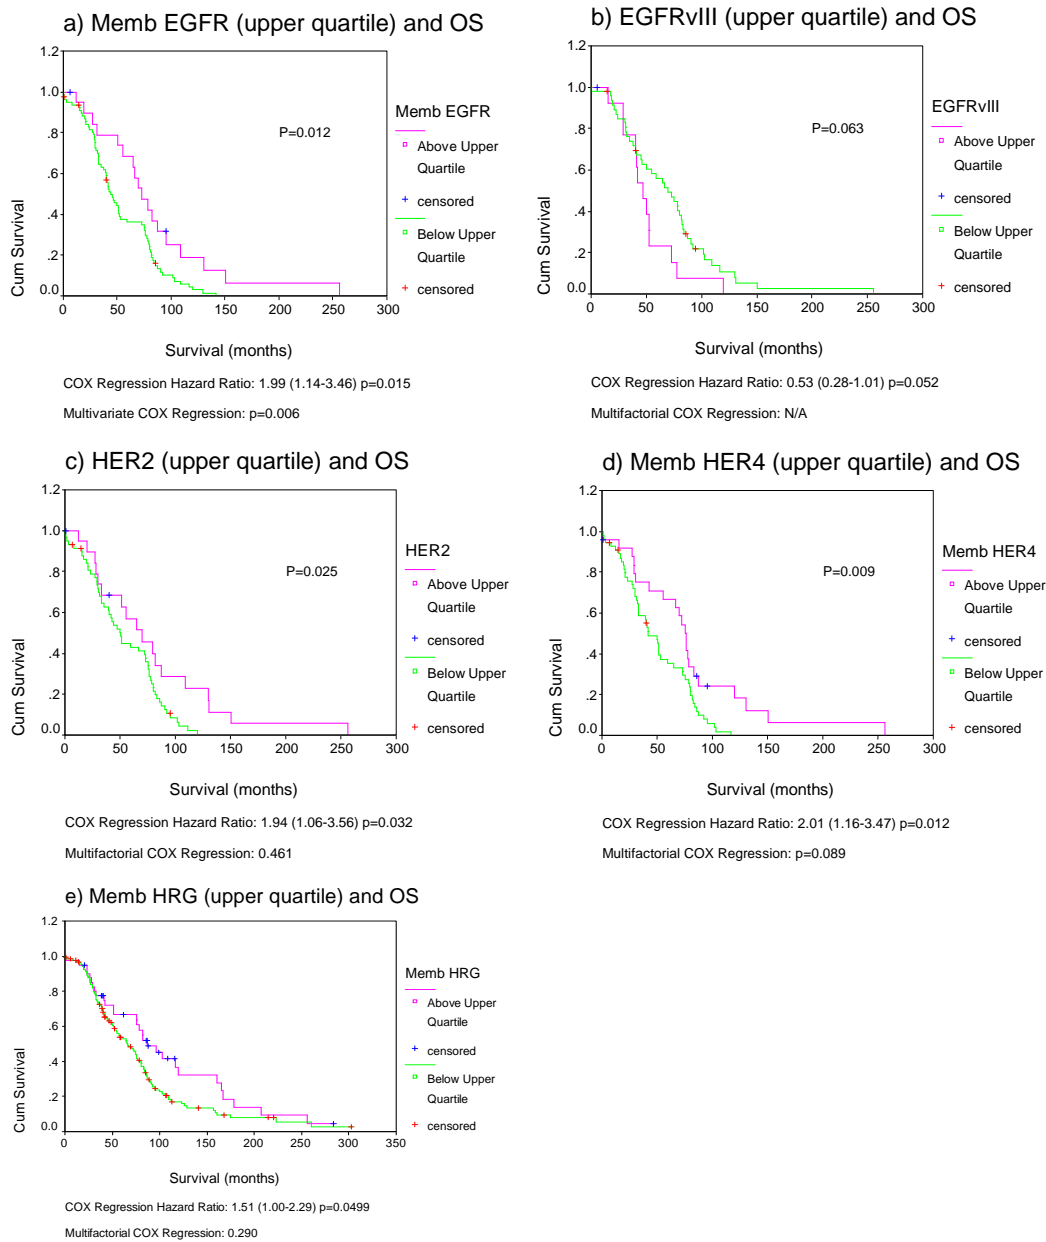 a) Memb EGFR (upper quartile) and OS
1.2
1.0
.8
.6
.4
.2
0.0
0 50 100 150 200 250 300
Cum Survival
Survival (months)
P=0.012
Memb EGFR
Above Upper
Quartile
censored
Below Upper
Quartile
censored
COX Regression Hazard Ratio: 1.99 (1.14-3.46) p=0.015
Multivariate COX Regression: p=0.006
b) EGFRvIII (upper quartile) and OS
1.2
1.0
.8
.6
.4
.2
0.0
0 50 100 150 200 250 300
Cum Survival
Survival (months)
P=0.063
EGFRvIII
Above Upper
Quartile
censored
Below Upper
Quartile
censored
COX Regression Hazard Ratio: 0.53 (0.28-1.01) p=0.052
Multifactorial COX Regression: N/A
c) HER2 (upper quartile) and OS
1.2
1.0
.8
.6
.4
.2
0.0
0 50 100 150 200 250 300
Cum Survival
Survival (months)
P=0.025
HER2
Above Upper
Quartile
censored
Below Upper
Quartile
censored
COX Regression Hazard Ratio: 1.94 (1.06-3.56) p=0.032
Multifactorial COX Regression: 0.461
d) Memb HER4 (upper quartile) and OS
1.2
1.0
.8
.6
.4
.2
0.0
0 50 100 150 200 250 300
Cum Survival
Survival (months)
P=0.009
Memb HER4
Above Upper
Quartile
censored
Below Upper
Quartile
censored
COX Regression Hazard Ratio: 2.01 (1.16-3.47) p=0.012
Multifactorial COX Regression: p=0.089
e) Memb HRG (upper quartile) and OS
1.2
1.0
.8
.6
.4
.2
0.0
0 50 100 150 200 250 300 350
Cum Survival
Survival (months)
Memb HRG
Above Upper
Quartile
censored
Below Upper
Quartile
censored
COX Regression Hazard Ratio: 1.51 (1.00-2.29) p=0.0499
Multifactorial COX Regression: 0.290